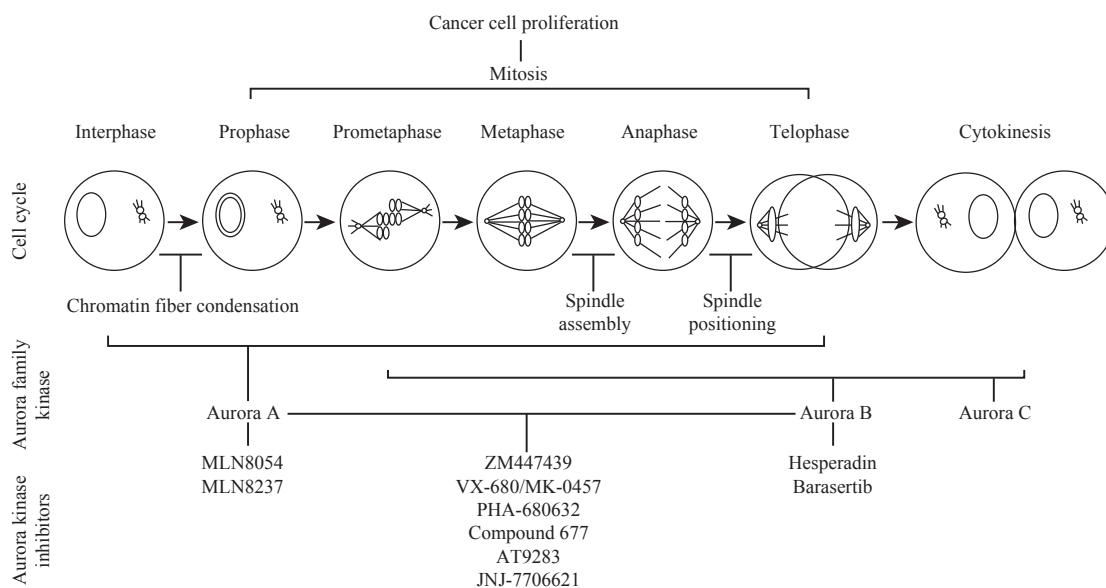 Cancer cell proliferation
Mitosis
Interphase
Prophase
Prometaphase
Metaphase
Anaphase
Telophase
Cytokinesis
Cell cycle
Chromatin fiber condensation
Spindle
assembly
Spindle
positioning
Aurora family
kinase
Aurora A
Aurora B
Aurora C
Aurora kinase
inhibitors
MLN8054
MLN8237
ZM447439
VX-680/MK-0457
PHA-680632
Compound 677
AT9283
JNJ-7706621
Hesperadin
Barasertib